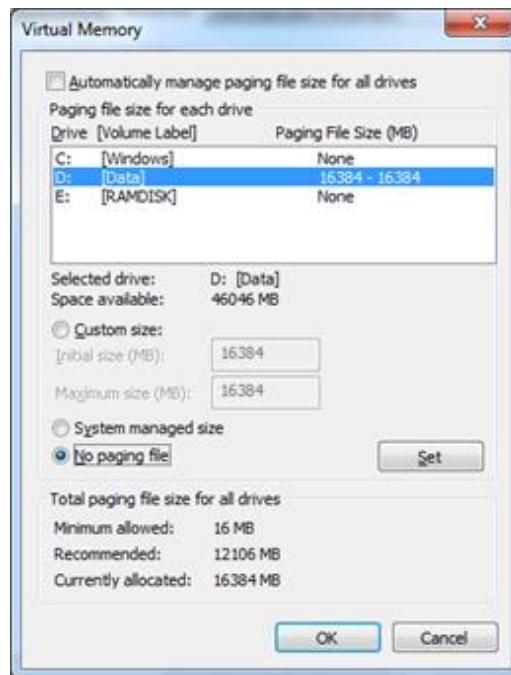 Virtual Memory
Automatically manage paging file size for all drives
Paging file size for each drive
Drive [Volume Label] Paging File Size (MB)
C: [Windows] None
D: [Data] 16384 - 16384
E: [RAMDISK] None
Selected drive: D: [Data]
Space available: 46046 MB
Custom size:
Initial size (MB): 16384
Maximum size (MB): 16384
System managed size
No paging file Set
Total paging file size for all drives
Minimum allowed: 16 MB
Recommended: 12106 MB
Currently allocated: 16384 MB
OK Cancel